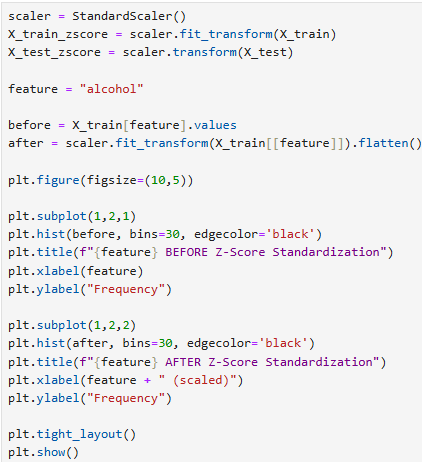 scaler = StandardScaler()
X_train_zscore = scaler.fit_transform(X_train)
X_test_zscore = scaler.transform(X_test)
feature = "alcohol"
before = X_train[feature].values
after = scaler.fit_transform(X_train[[feature]]).flatten()
plt.figure(figsize=(10,5))
plt.subplot(1,2,1)
plt.hist(before, bins=30, edgecolor='black')
plt.title(f"{feature} BEFORE Z-Score Standardization")
plt.xlabel(feature)
plt.ylabel("Frequency")
plt.subplot(1,2,2)
plt.hist(after, bins=30, edgecolor='black')
plt.title(f"{feature} AFTER Z-Score Standardization")
plt.xlabel(feature + " (scaled)")
plt.ylabel("Frequency")
plt.tight_layout()
plt.show()